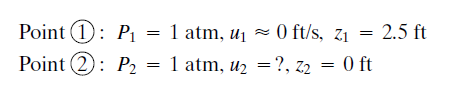 Point ①: P₁ = 1 atm, u₁ ≈ 0 ft/s, z₁ = 2.5 ft
Point ②: P₂ = 1 atm, u₂ =?, z₂ = 0 ft